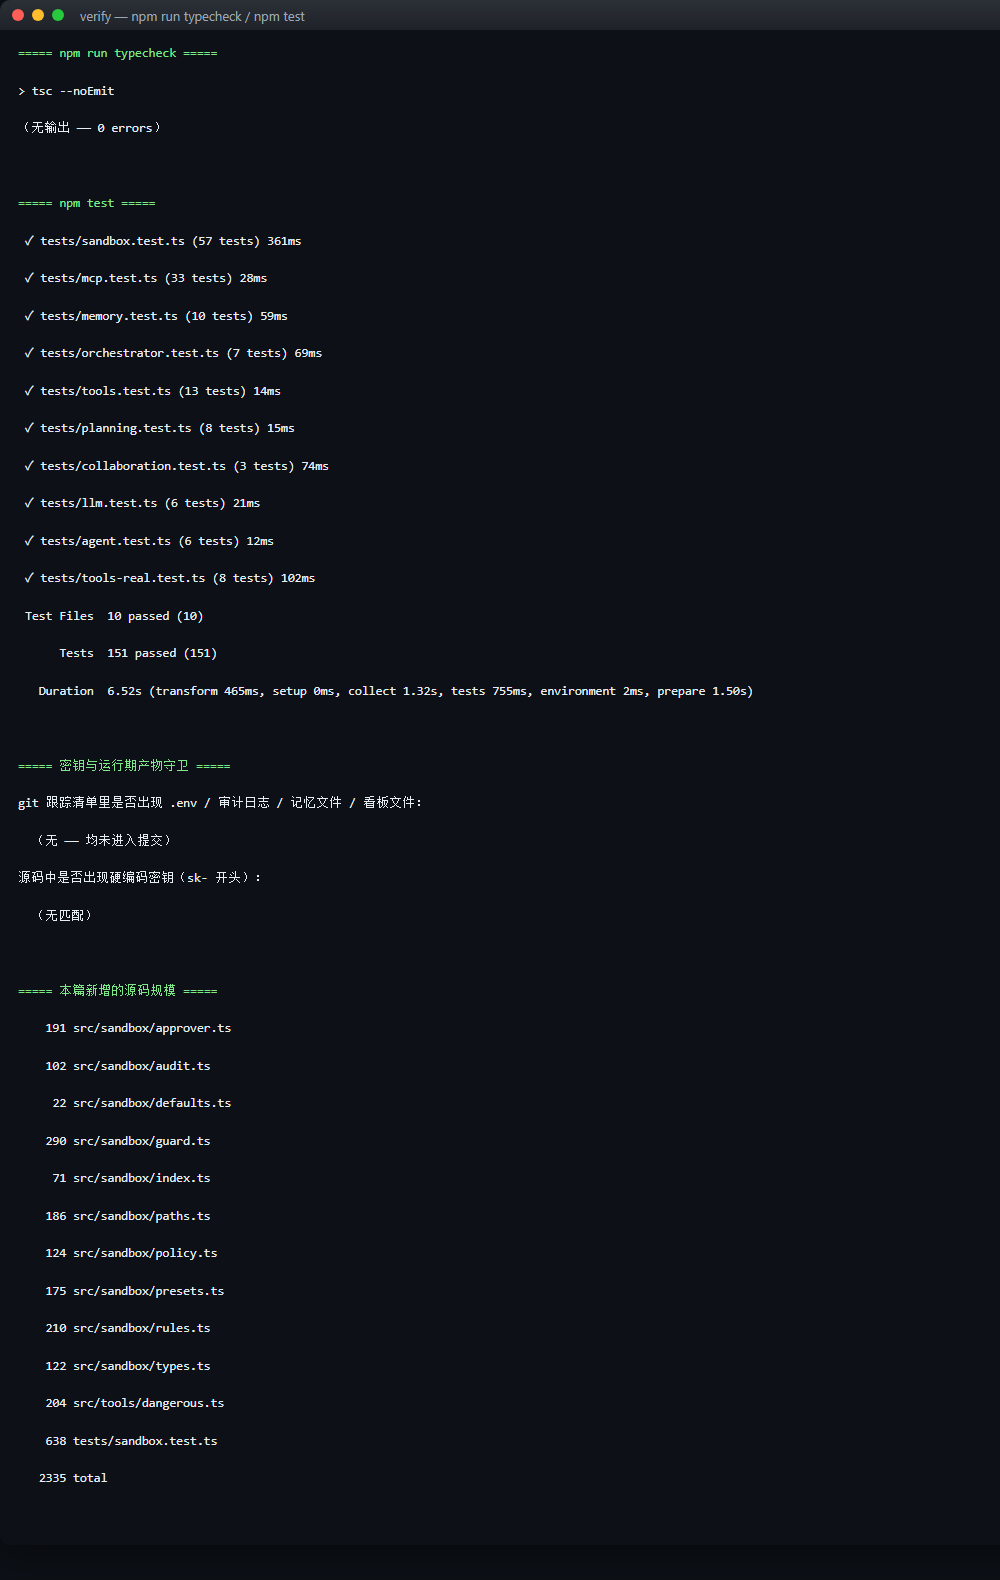 verify — npm run typecheck / npm test
===== npm run typecheck =====
> tsc --noEmit
（无输出 —— 0 errors）
===== npm test =====
✓ tests/sandbox.test.ts (57 tests) 361ms
✓ tests/mcp.test.ts (33 tests) 28ms
✓ tests/memory.test.ts (10 tests) 59ms
✓ tests/orchestrator.test.ts (7 tests) 69ms
✓ tests/tools.test.ts (13 tests) 14ms
✓ tests/planning.test.ts (8 tests) 15ms
✓ tests/collaboration.test.ts (3 tests) 74ms
✓ tests/llm.test.ts (6 tests) 21ms
✓ tests/agent.test.ts (6 tests) 12ms
✓ tests/tools-real.test.ts (8 tests) 102ms
Test Files  10 passed (10)
Tests  151 passed (151)
Duration  6.52s (transform 465ms, setup 0ms, collect 1.32s, tests 755ms, environment 2ms, prepare 1.50s)
===== 密钥与运行期产物守卫 =====
git 跟踪清单里是否出现 .env / 审计日志 / 记忆文件 / 看板文件：
（无 —— 均未进入提交）
源码中是否出现硬编码密钥（sk- 开头）：
（无匹配）
===== 本篇新增的源码规模 =====
191 src/sandbox/approver.ts
102 src/sandbox/audit.ts
22 src/sandbox/defaults.ts
290 src/sandbox/guard.ts
71 src/sandbox/index.ts
186 src/sandbox/paths.ts
124 src/sandbox/policy.ts
175 src/sandbox/presets.ts
210 src/sandbox/rules.ts
122 src/sandbox/types.ts
204 src/tools/dangerous.ts
638 tests/sandbox.test.ts
2335 total